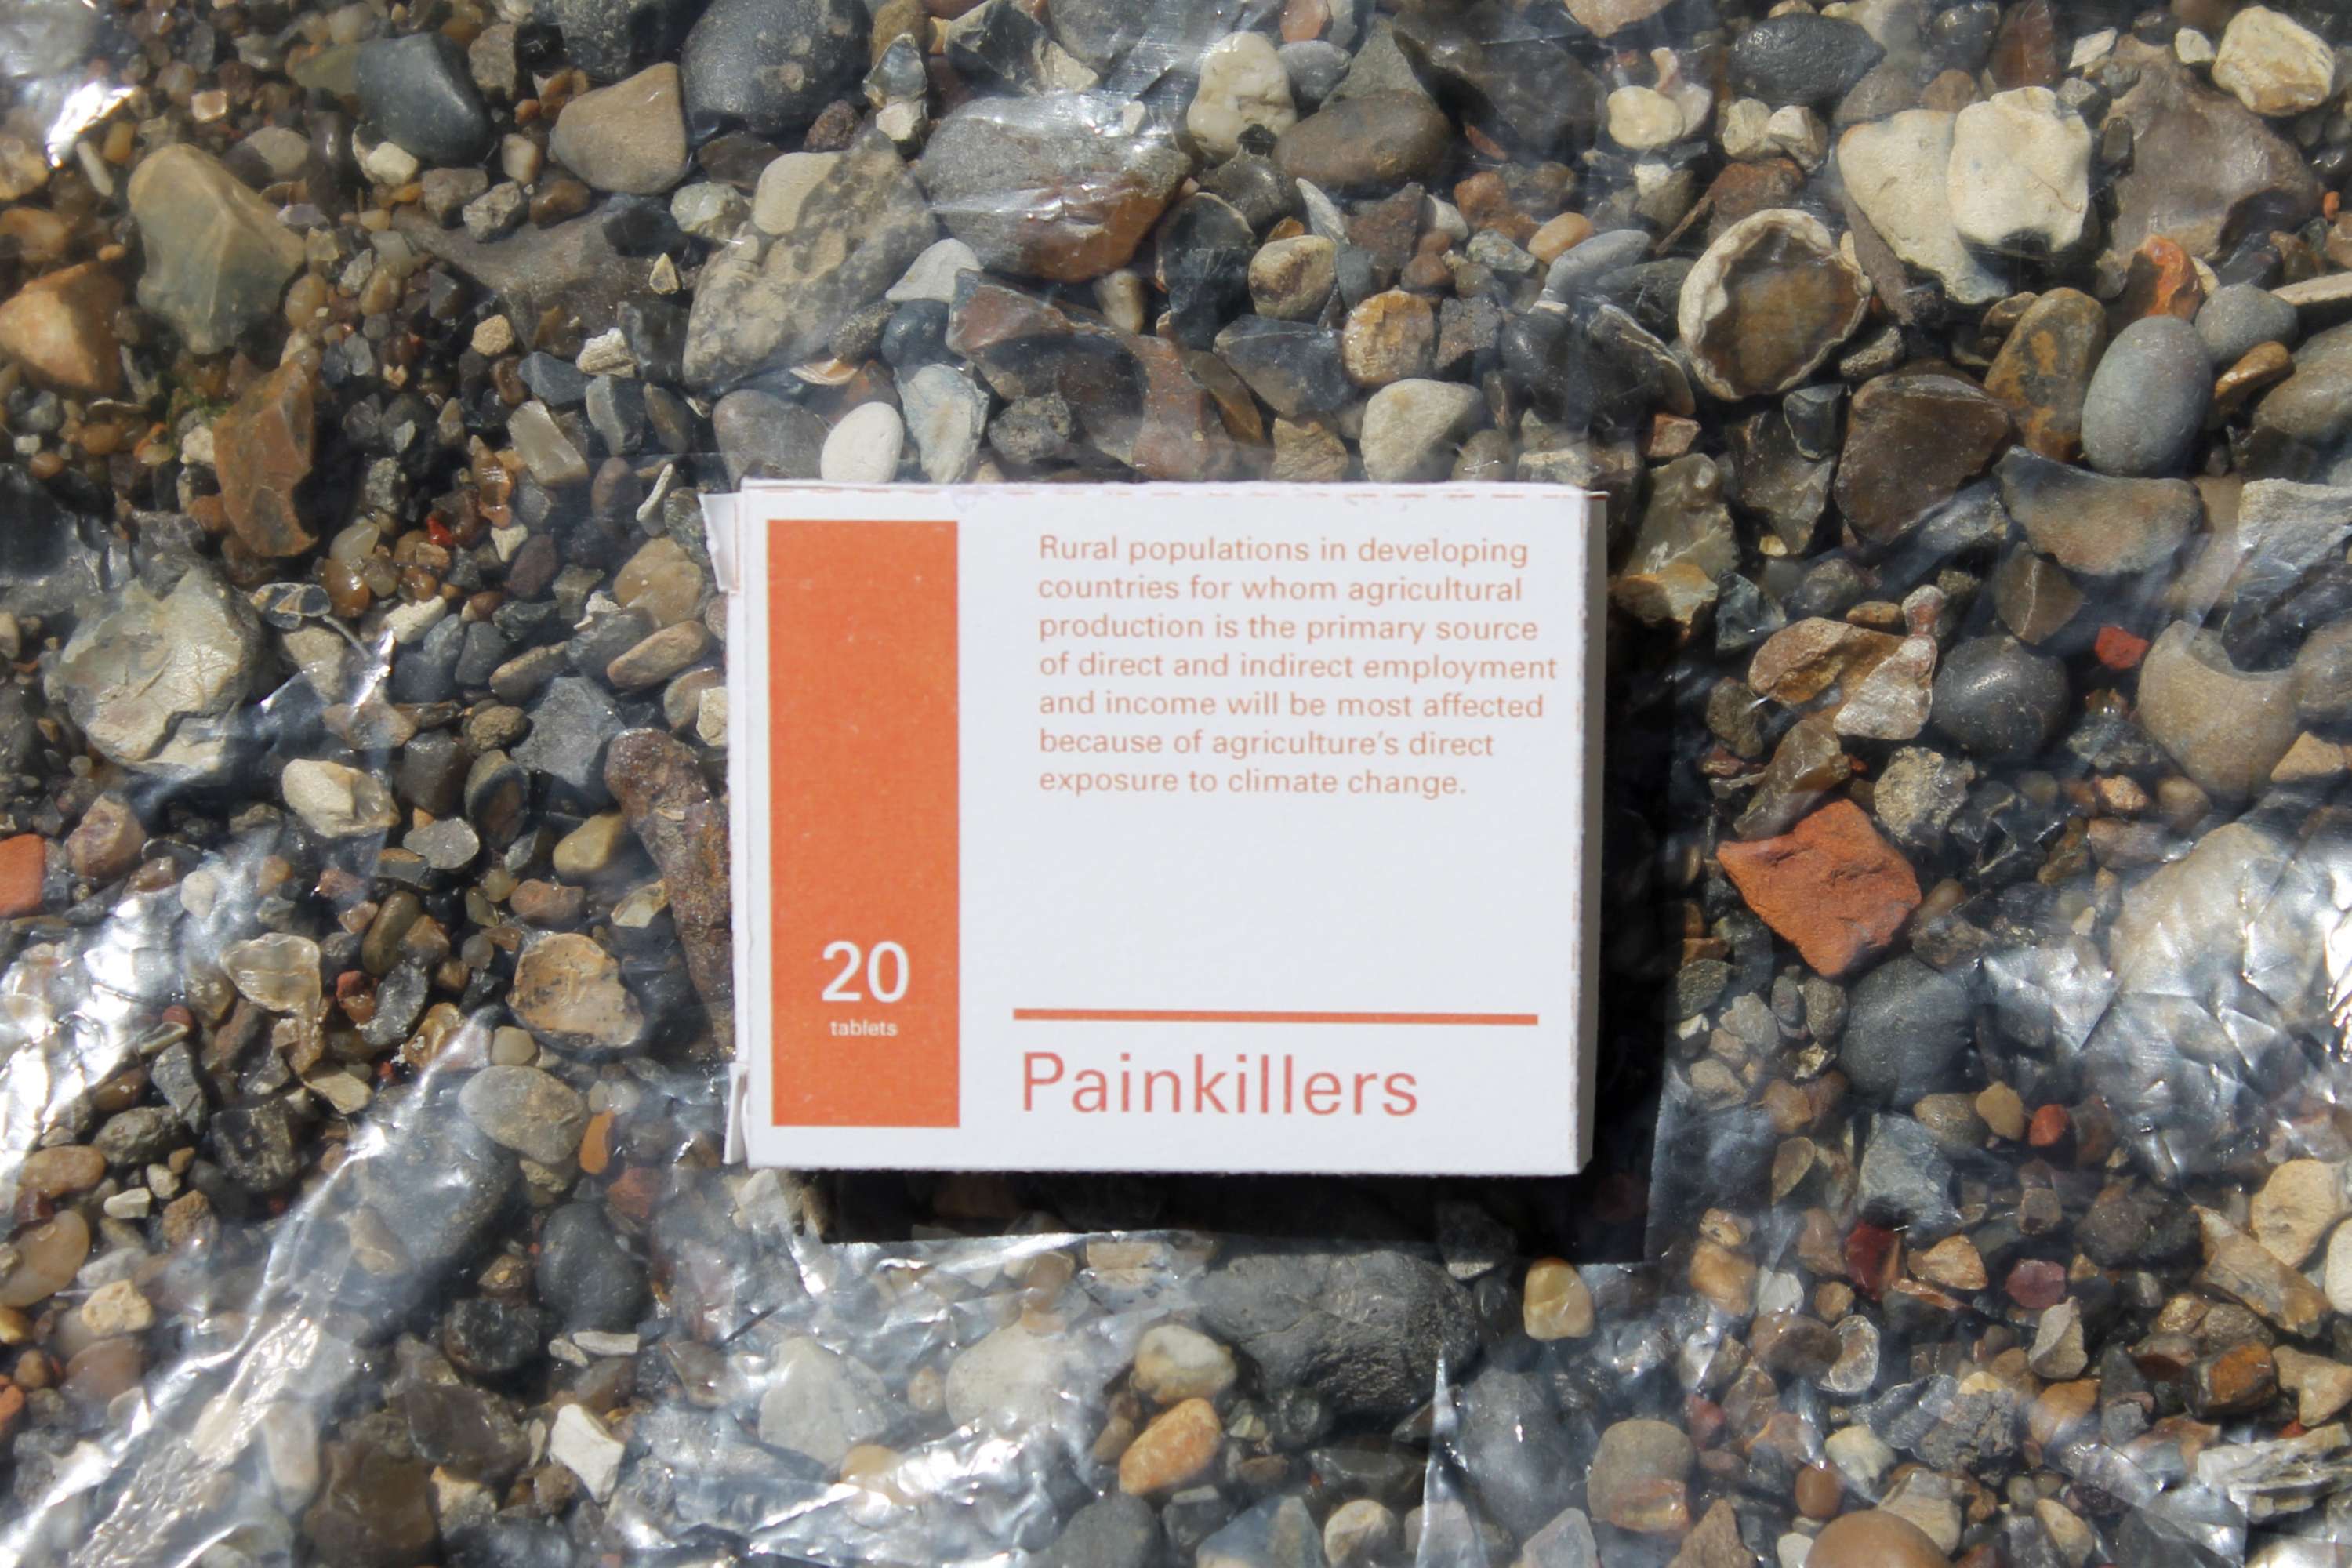 Rural populations in developing
countries for whom agricultural
production is the primary source
of direct and indirect employment
and income will be most affected
because of agriculture's direct
exposure to climate change.
20
tablets
Painkillers